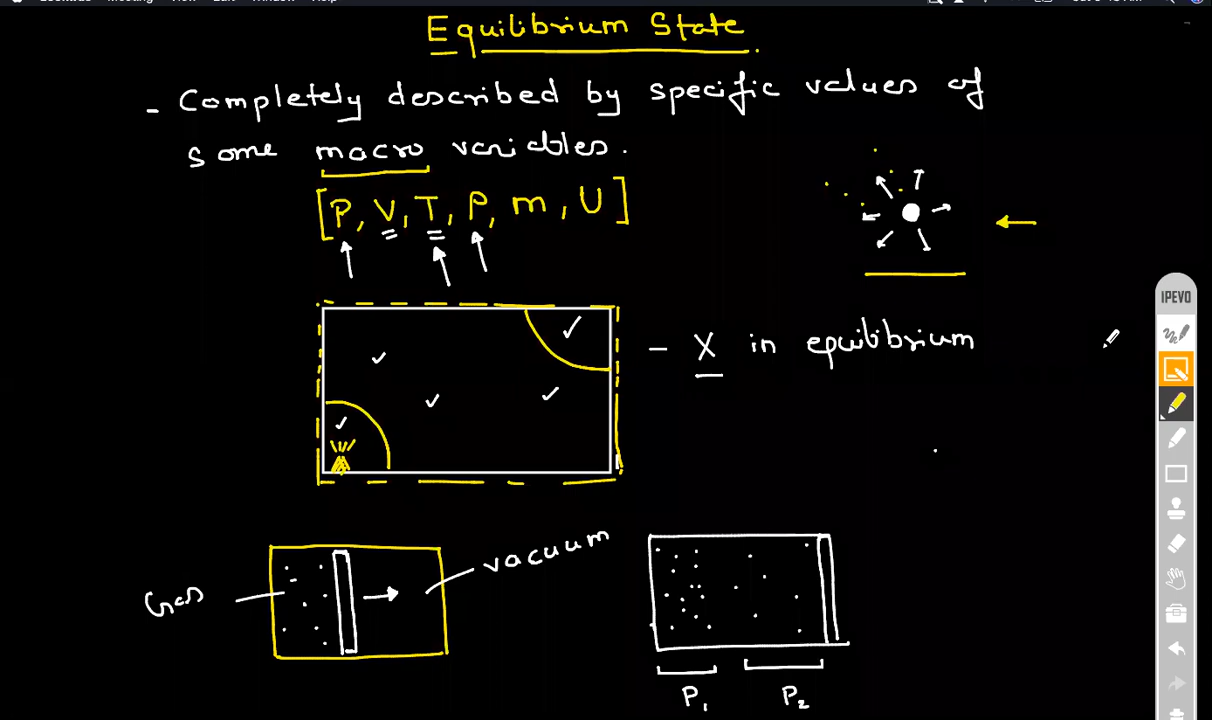 Equilibrium State
- Completely described by specific values of
some macro variables.
[P, V, T, P, m, U]
- X in equilibrium
Gas
vacuum
P1 P2
IPEVO